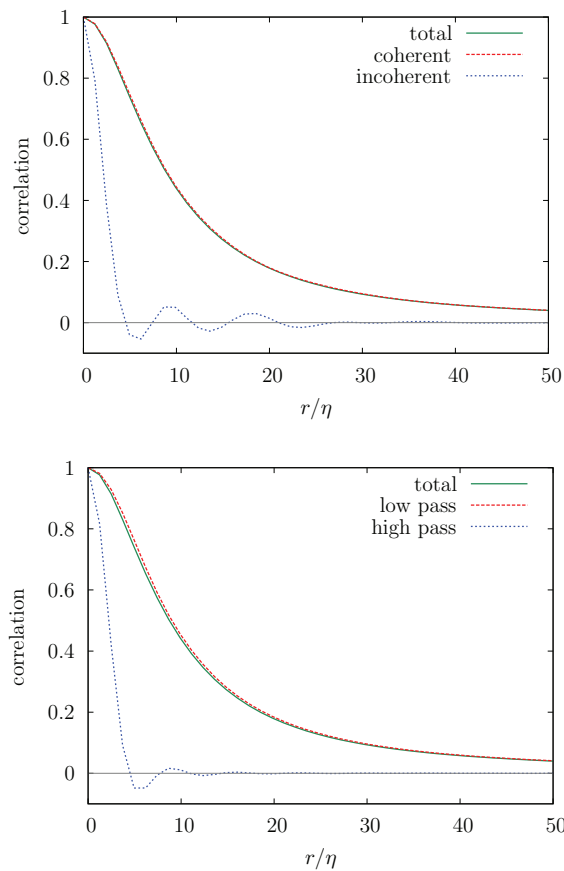 1
0.8
0.6
0.4
0.2
0
correlation
total
coherent
incoherent
0 10 20 30 40 50
r/η
1
0.8
0.6
0.4
0.2
0
correlation
total
low pass
high pass
0 10 20 30 40 50
r/η